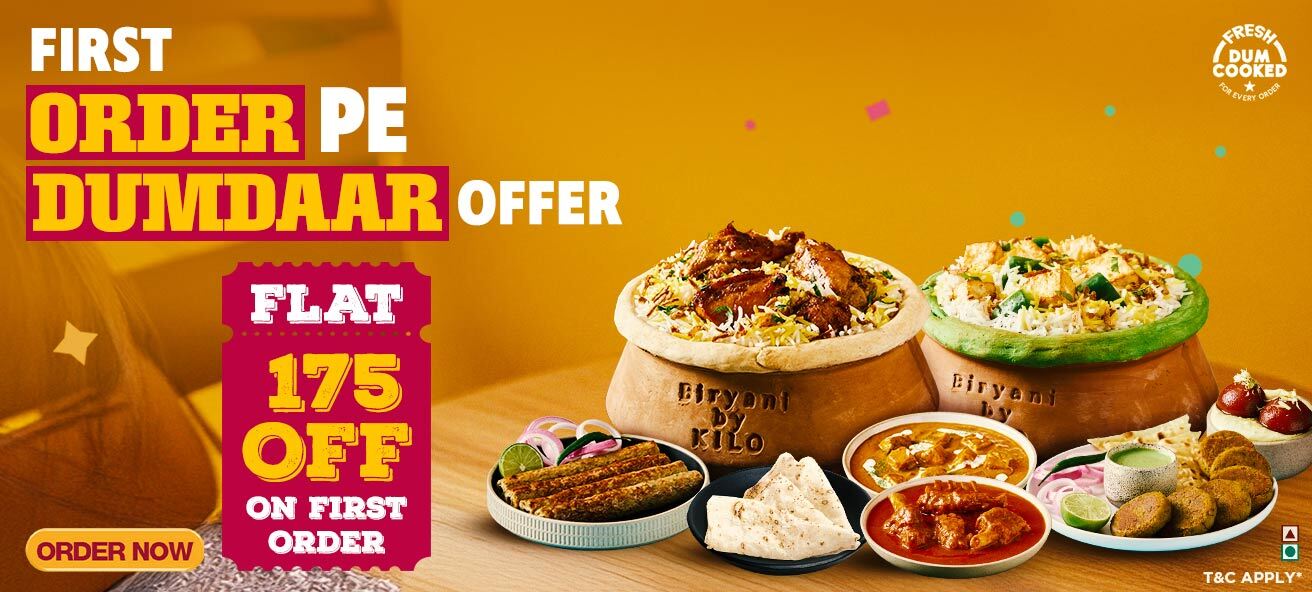 FIRST
ORDER PE
DUMDAAR OFFER
FLAT
175
OFF
ON FIRST
ORDER
ORDER NOW
FRESH
DUM
COOKED
FOR EVERY ORDER
Biryani
by
KILO
Biryani
by
T&C APPLY*